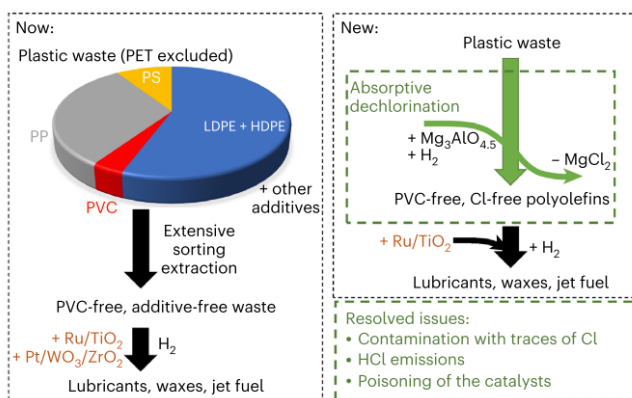 Now:
Plastic waste (PET excluded)
PS
PP
LDPE + HDPE
PVC
+ other
additives
Extensive
sorting
extraction
PVC-free, additive-free waste
+ Ru/TiO₂
+ Pt/WO₃/ZrO₂
H₂
Lubricants, waxes, jet fuel
New:
Plastic waste
Absorptive
dechlorination
+ Mg₃AlO₄.₅
+ H₂
– MgCl₂
PVC-free, Cl-free polyolefins
+ Ru/TiO₂
+ H₂
Lubricants, waxes, jet fuel
Resolved issues:
• Contamination with traces of Cl
• HCl emissions
• Poisoning of the catalysts